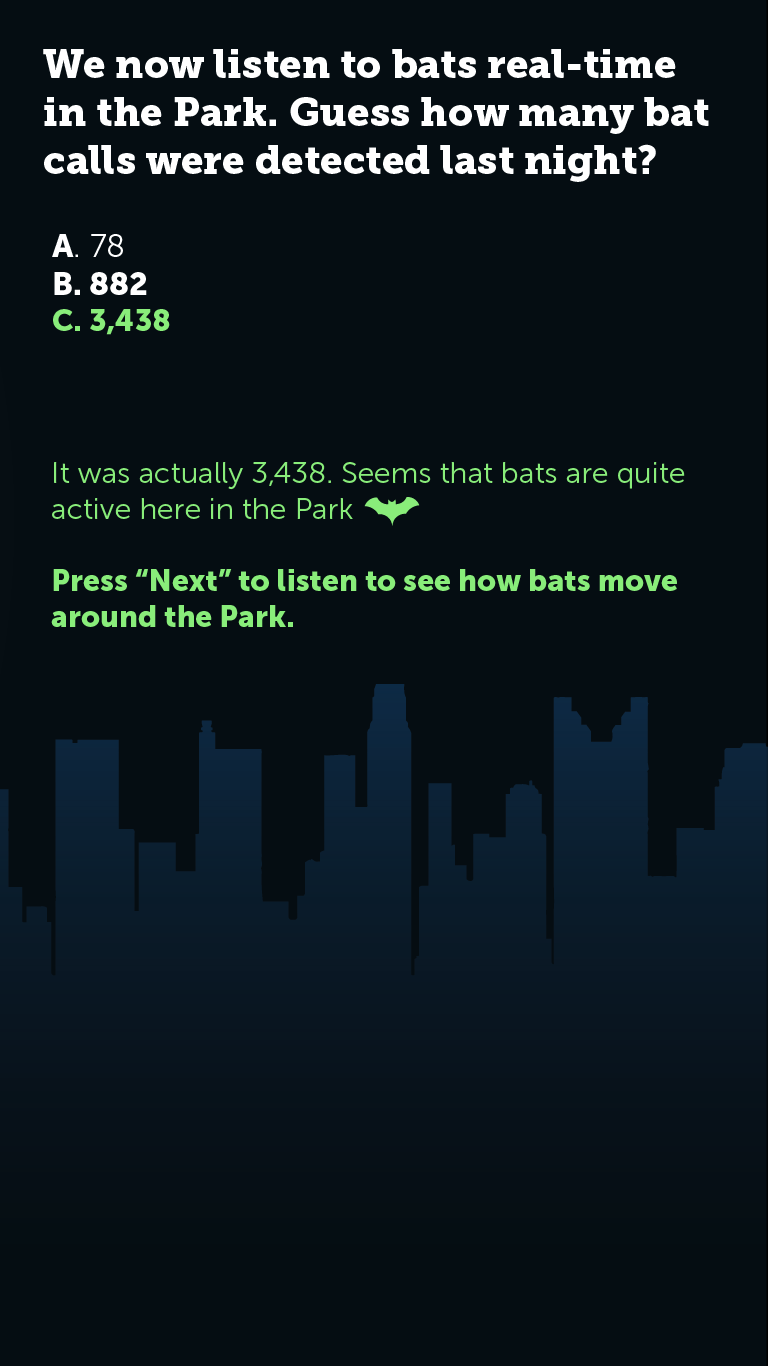 We now listen to bats real-time
in the Park. Guess how many bat
calls were detected last night?
A. 78
B. 882
C. 3,438
It was actually 3,438. Seems that bats are quite
active here in the Park
Press “Next” to listen to see how bats move
around the Park.